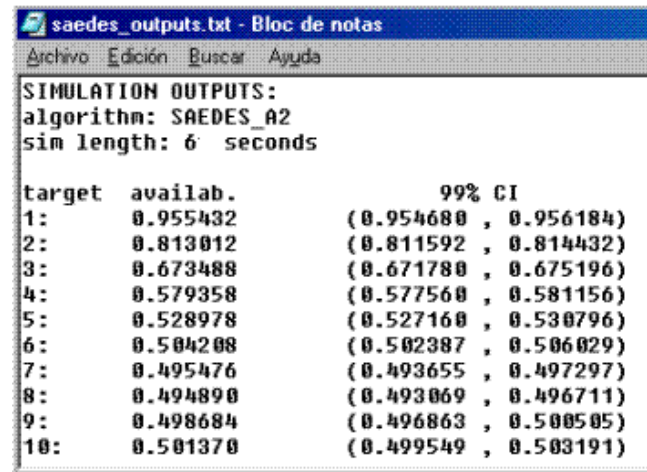 saedes_outputs.txt - Bloc de notas
Archivo Edición Buscar Ayuda
SIMULATION OUTPUTS:
algorithm: SAEDES_A2
sim length: 6 seconds
target availab. 99% CI
1: 0.955432 (0.954680 , 0.956184)
2: 0.813012 (0.811592 , 0.814432)
3: 0.673488 (0.671780 , 0.675196)
4: 0.579358 (0.577560 , 0.581156)
5: 0.528978 (0.527160 , 0.530796)
6: 0.504208 (0.502387 , 0.506029)
7: 0.495476 (0.493655 , 0.497297)
8: 0.494890 (0.493069 , 0.496711)
9: 0.498684 (0.496863 , 0.500505)
10: 0.501370 (0.499549 , 0.503191)